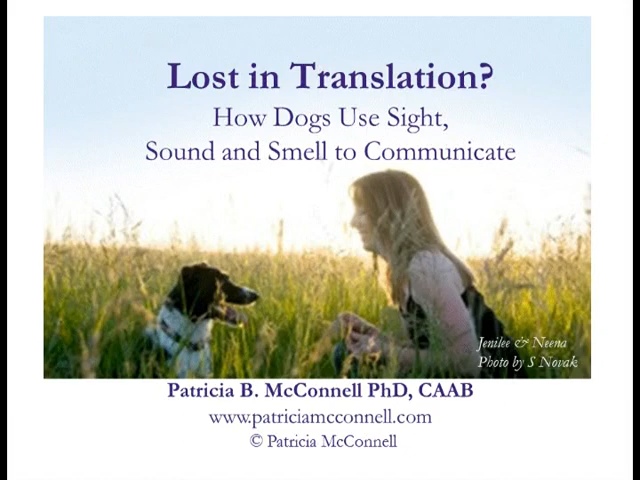 Lost in Translation?
How Dogs Use Sight,
Sound and Smell to Communicate
Jenilee & Neena
Photo by S Novak
Patricia B. McConnell PhD, CAAB
www.patriciamcconnell.com
© Patricia McConnell